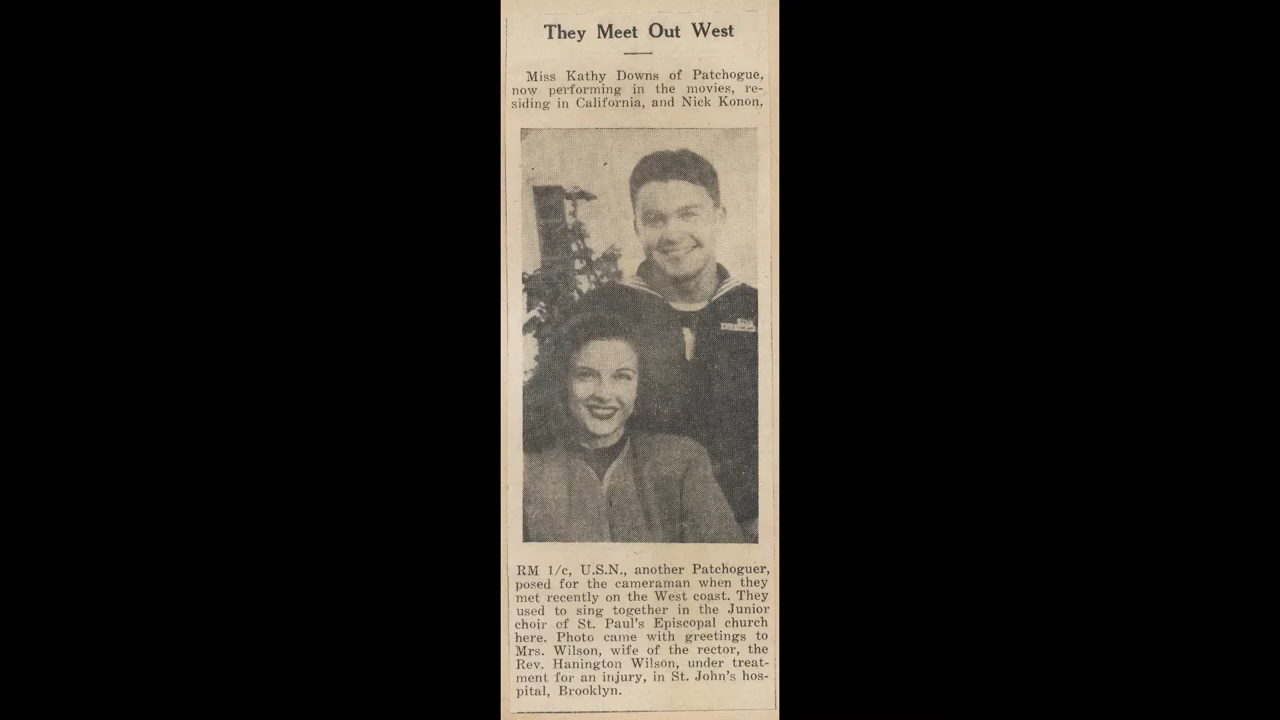 They Meet Out West
Miss Kathy Downs of Patchogue,
now performing in the movies, re-
siding in California, and Nick Konon,
RM 1/c, U.S.N., another Patchoguer,
posed for the cameraman when they
met recently on the West coast. They
used to sing together in the Junior
choir of St. Paul's Episcopal church
here. Photo came with greetings to
Mrs. Wilson, wife of the rector, the
Rev. Hanington Wilson, under treat-
ment for an injury, in St. John's hos-
pital, Brooklyn.